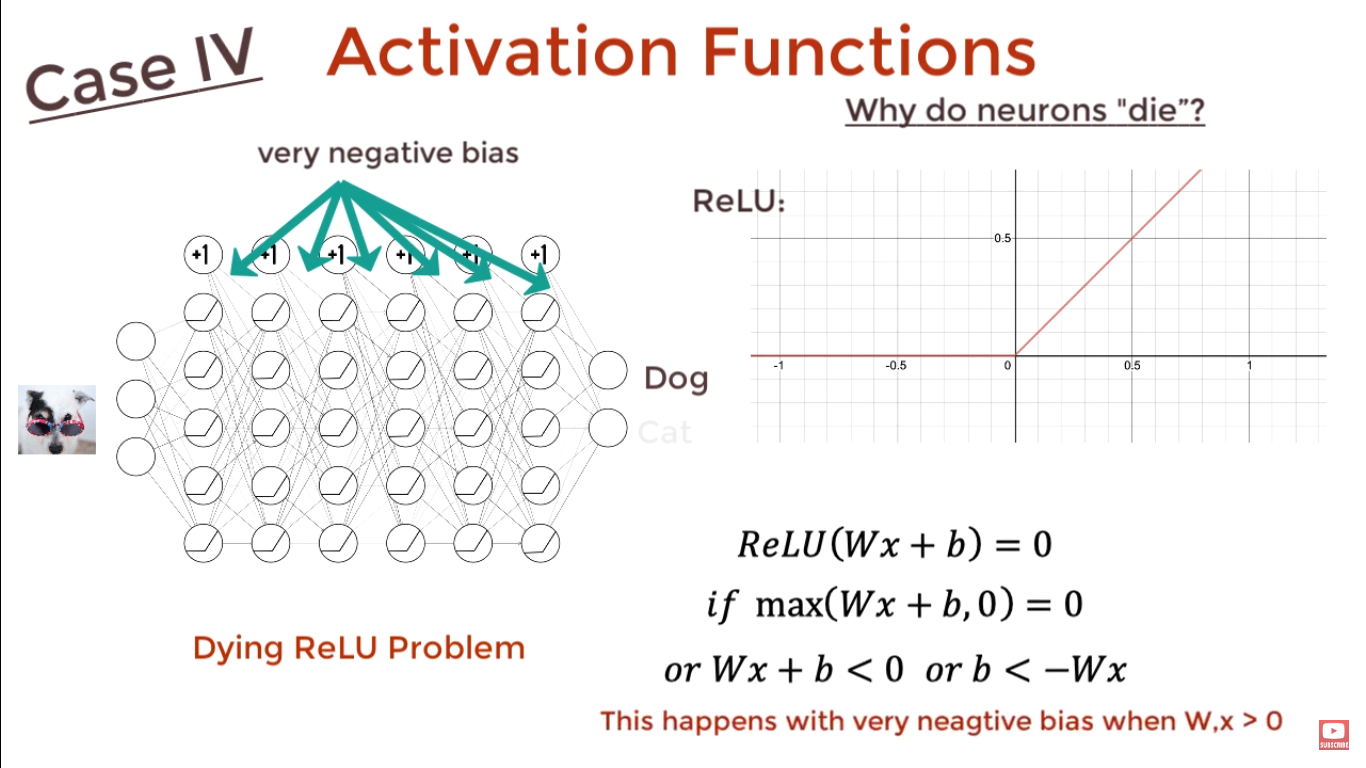 Case IV
Activation Functions
Why do neurons "die”?
very negative bias
ReLU:
+1 +1 +1 +1 +1 +1
0.5
-1 -0.5 0 0.5 1
Dog
Cat
ReLU(Wx + b) = 0
if max(Wx + b, 0) = 0
or Wx + b < 0 or b < −Wx
Dying ReLU Problem
This happens with very neagtive bias when W,x > 0
SUBSCRIBE